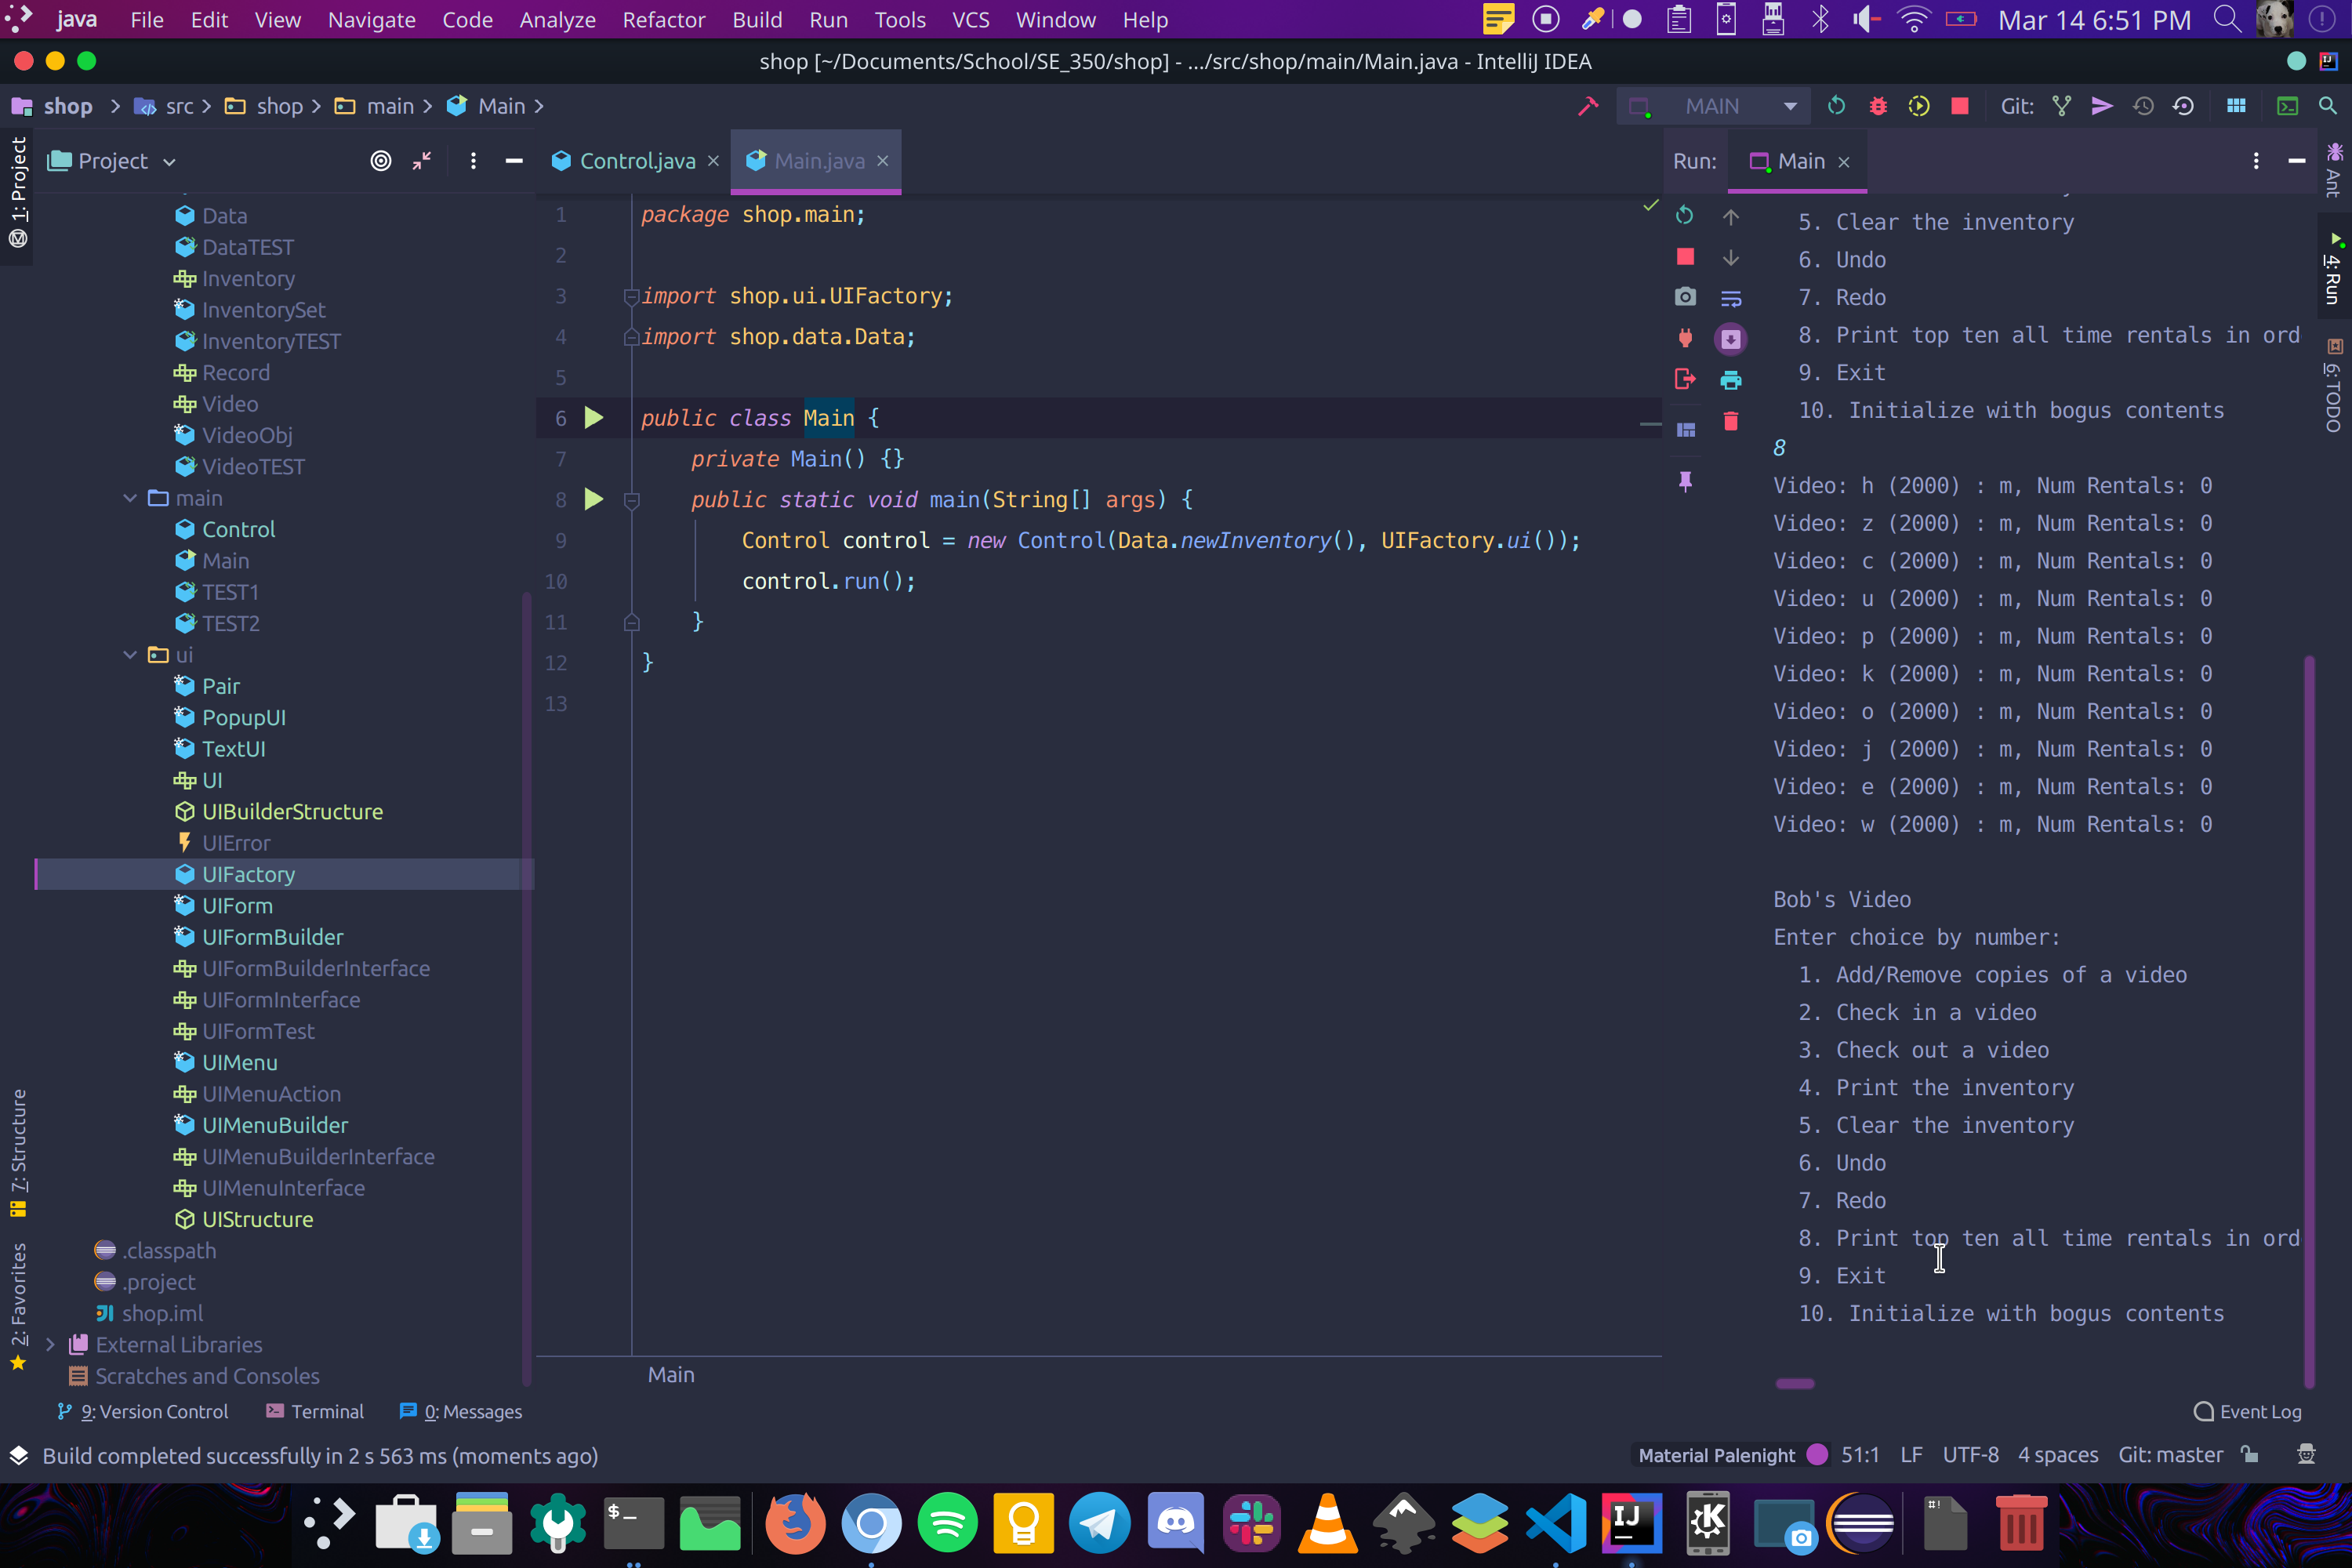 java File Edit View Navigate Code Analyze Refactor Build Run Tools VCS Window Help Mar 14 6:51 PM
shop [~/Documents/School/SE_350/shop] - .../src/shop/main/Main.java - IntelliJ IDEA
shop src shop main Main MAIN Git:
1: Project
Project
Control.java
Main.java
Run: Main
Ant
4: Run
6: TODO
7: Structure
2: Favorites
Data
DataTEST
Inventory
InventorySet
InventoryTEST
Record
Video
VideoObj
VideoTEST
main
Control
Main
TEST1
TEST2
ui
Pair
PopupUI
TextUI
UI
UIBuilderStructure
UIError
UIFactory
UIForm
UIFormBuilder
UIFormBuilderInterface
UIFormInterface
UIFormTest
UIMenu
UIMenuAction
UIMenuBuilder
UIMenuBuilderInterface
UIMenuInterface
UIStructure
.classpath
.project
shop.iml
External Libraries
Scratches and Consoles
1 package shop.main;
2
3 import shop.ui.UIFactory;
4 import shop.data.Data;
5
6 public class Main {
7 private Main() {}
8 public static void main(String[] args) {
9 Control control = new Control(Data.newInventory(), UIFactory.ui());
10 control.run();
11 }
12 }
13
Main
5. Clear the inventory
6. Undo
7. Redo
8. Print top ten all time rentals in ord
9. Exit
10. Initialize with bogus contents
8
Video: h (2000) : m, Num Rentals: 0
Video: z (2000) : m, Num Rentals: 0
Video: c (2000) : m, Num Rentals: 0
Video: u (2000) : m, Num Rentals: 0
Video: p (2000) : m, Num Rentals: 0
Video: k (2000) : m, Num Rentals: 0
Video: o (2000) : m, Num Rentals: 0
Video: j (2000) : m, Num Rentals: 0
Video: e (2000) : m, Num Rentals: 0
Video: w (2000) : m, Num Rentals: 0
Bob's Video
Enter choice by number:
1. Add/Remove copies of a video
2. Check in a video
3. Check out a video
4. Print the inventory
5. Clear the inventory
6. Undo
7. Redo
8. Print top ten all time rentals in ord
9. Exit
10. Initialize with bogus contents
9: Version Control Terminal 0: Messages Event Log
Build completed successfully in 2 s 563 ms (moments ago) Material Palenight 51:1 LF UTF-8 4 spaces Git: master
$_ IJ K #!